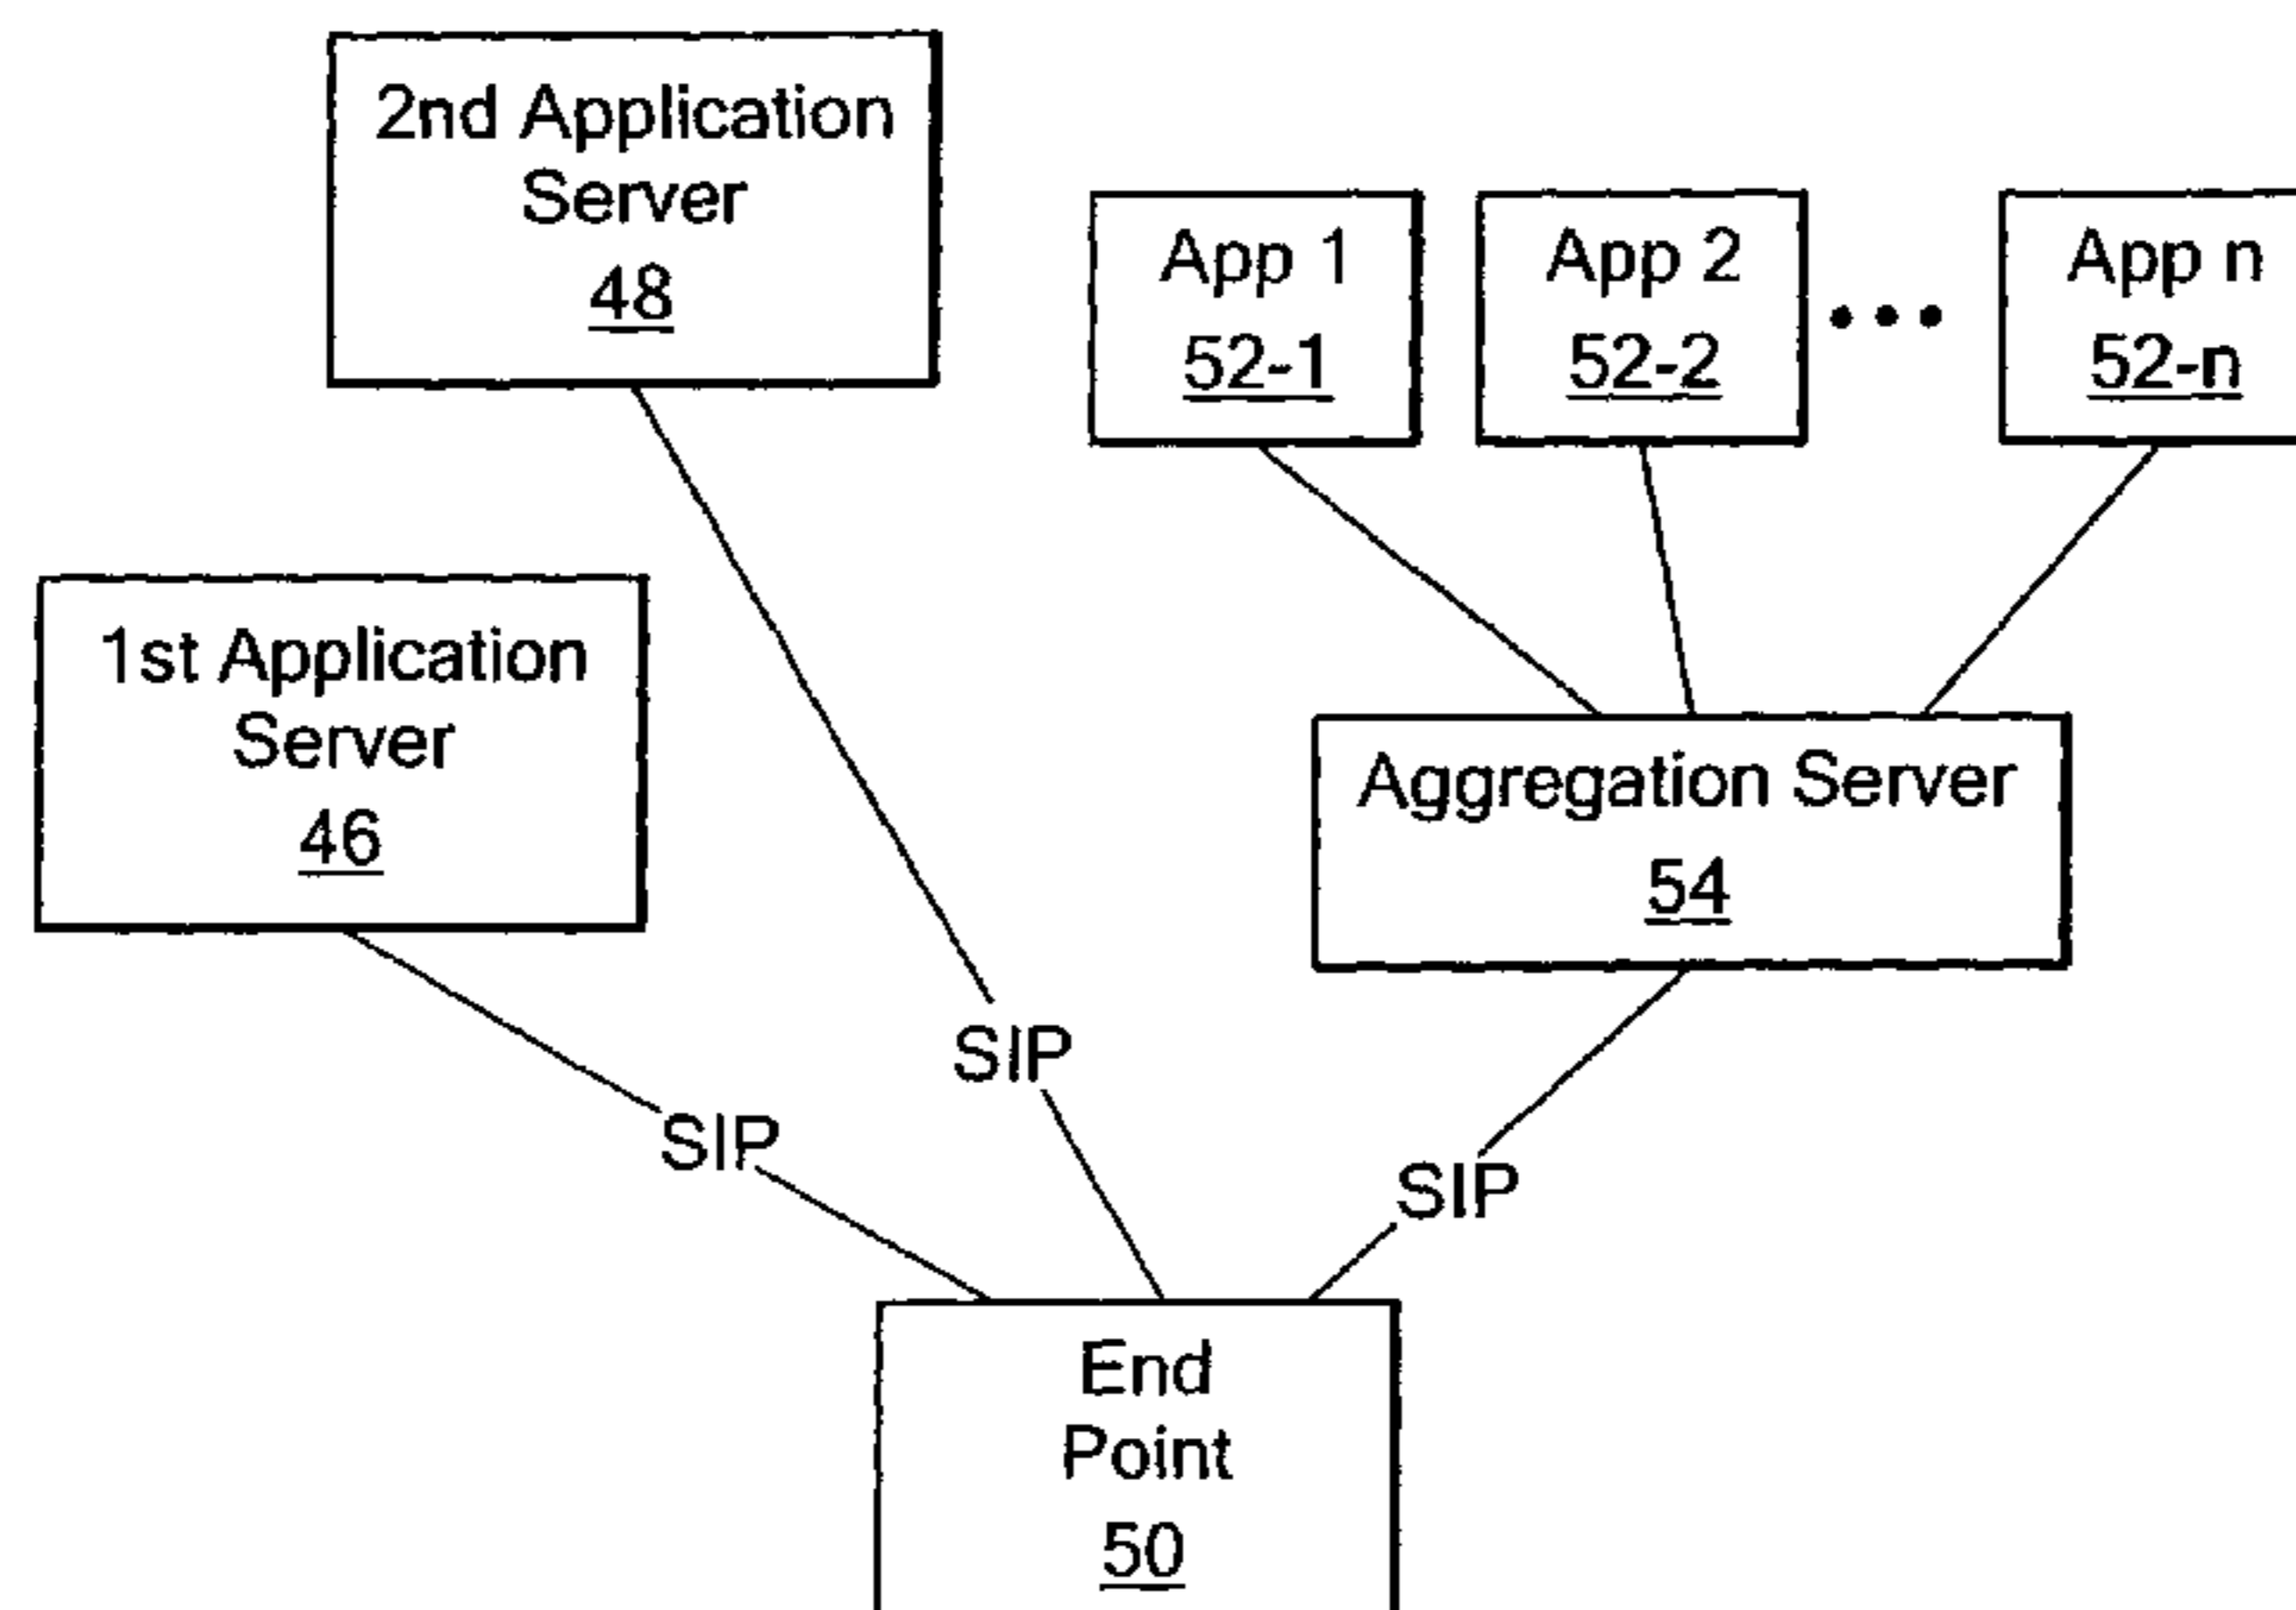 2nd Application
Server
48
App 1
52-1
App 2
52-2
App n
52-n
1st Application
Server
46
Aggregation Server
54
SIP
SIP
SIP
End
Point
50